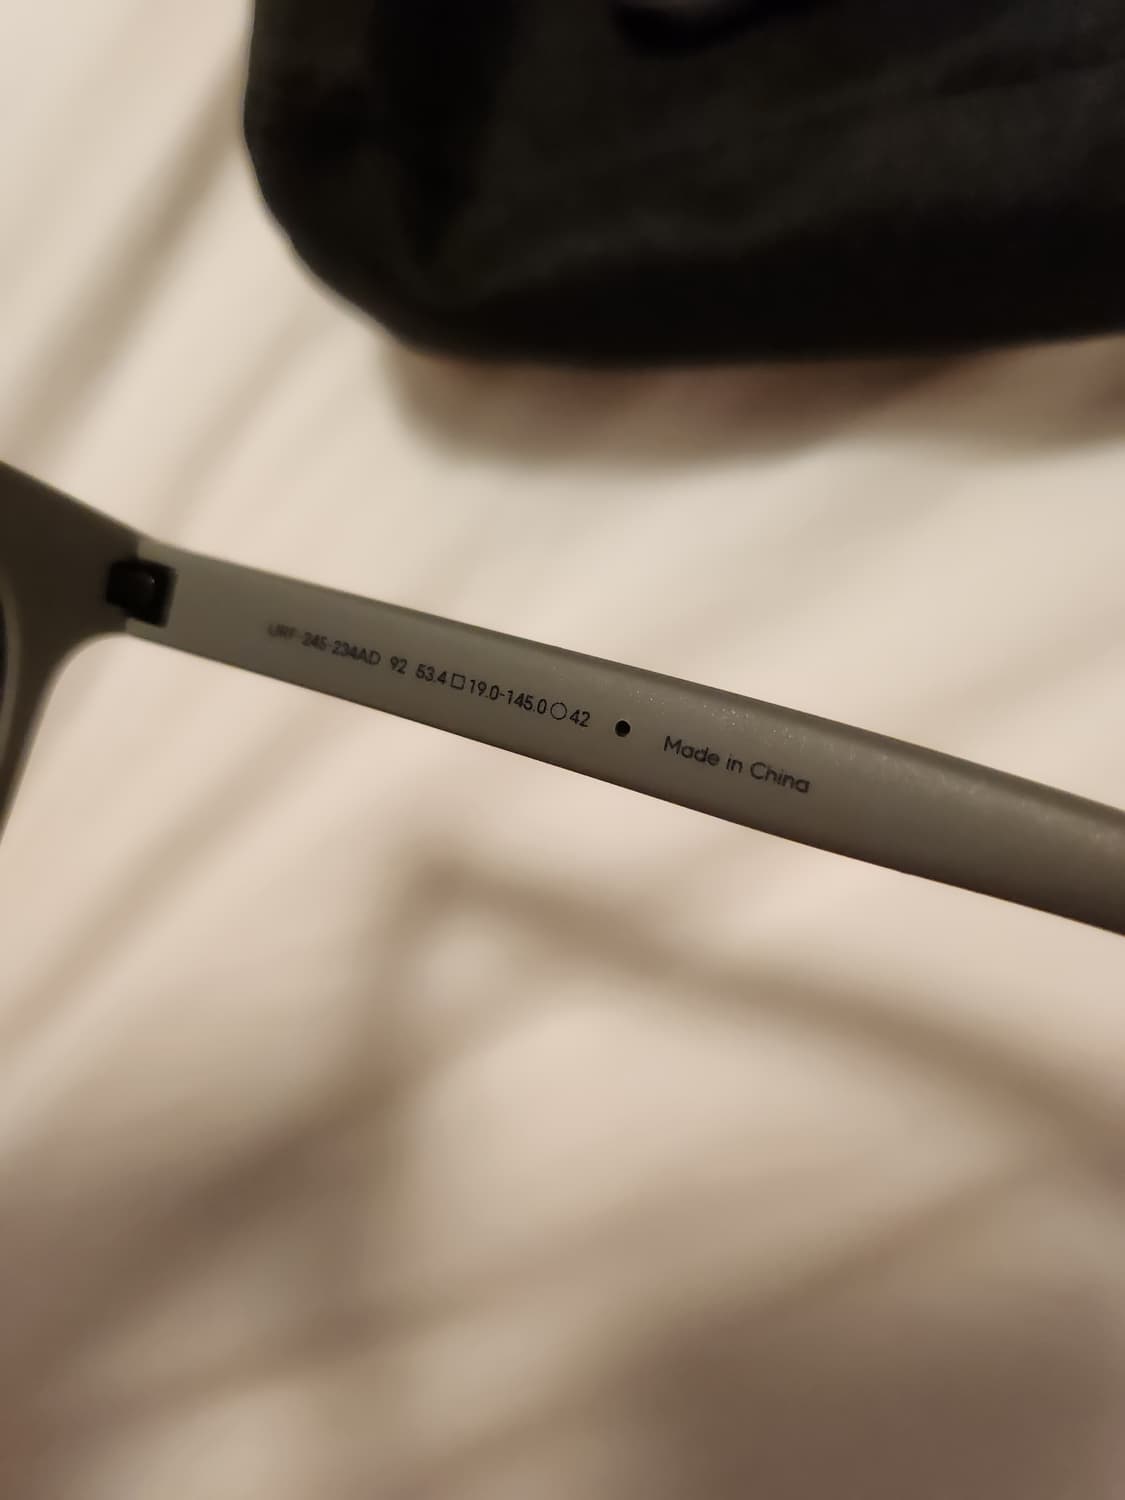 URF-245-234AD 92 53.4□19.0-145.0○42 ● Made in China